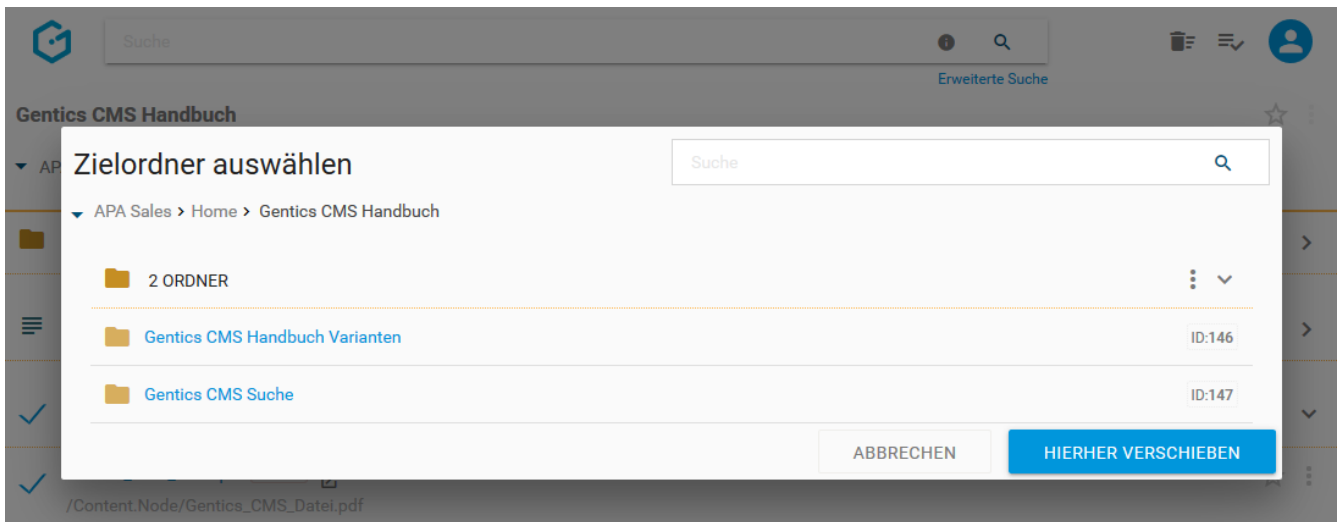 Suche
Erweiterte Suche
Gentics CMS Handbuch
AP
Zielordner auswählen
Suche
APA Sales > Home > Gentics CMS Handbuch
2 ORDNER
Gentics CMS Handbuch Varianten
ID:146
Gentics CMS Suche
ID:147
ABBRECHEN
HIERHER VERSCHIEBEN
/Content.Node/Gentics_CMS_Datei.pdf